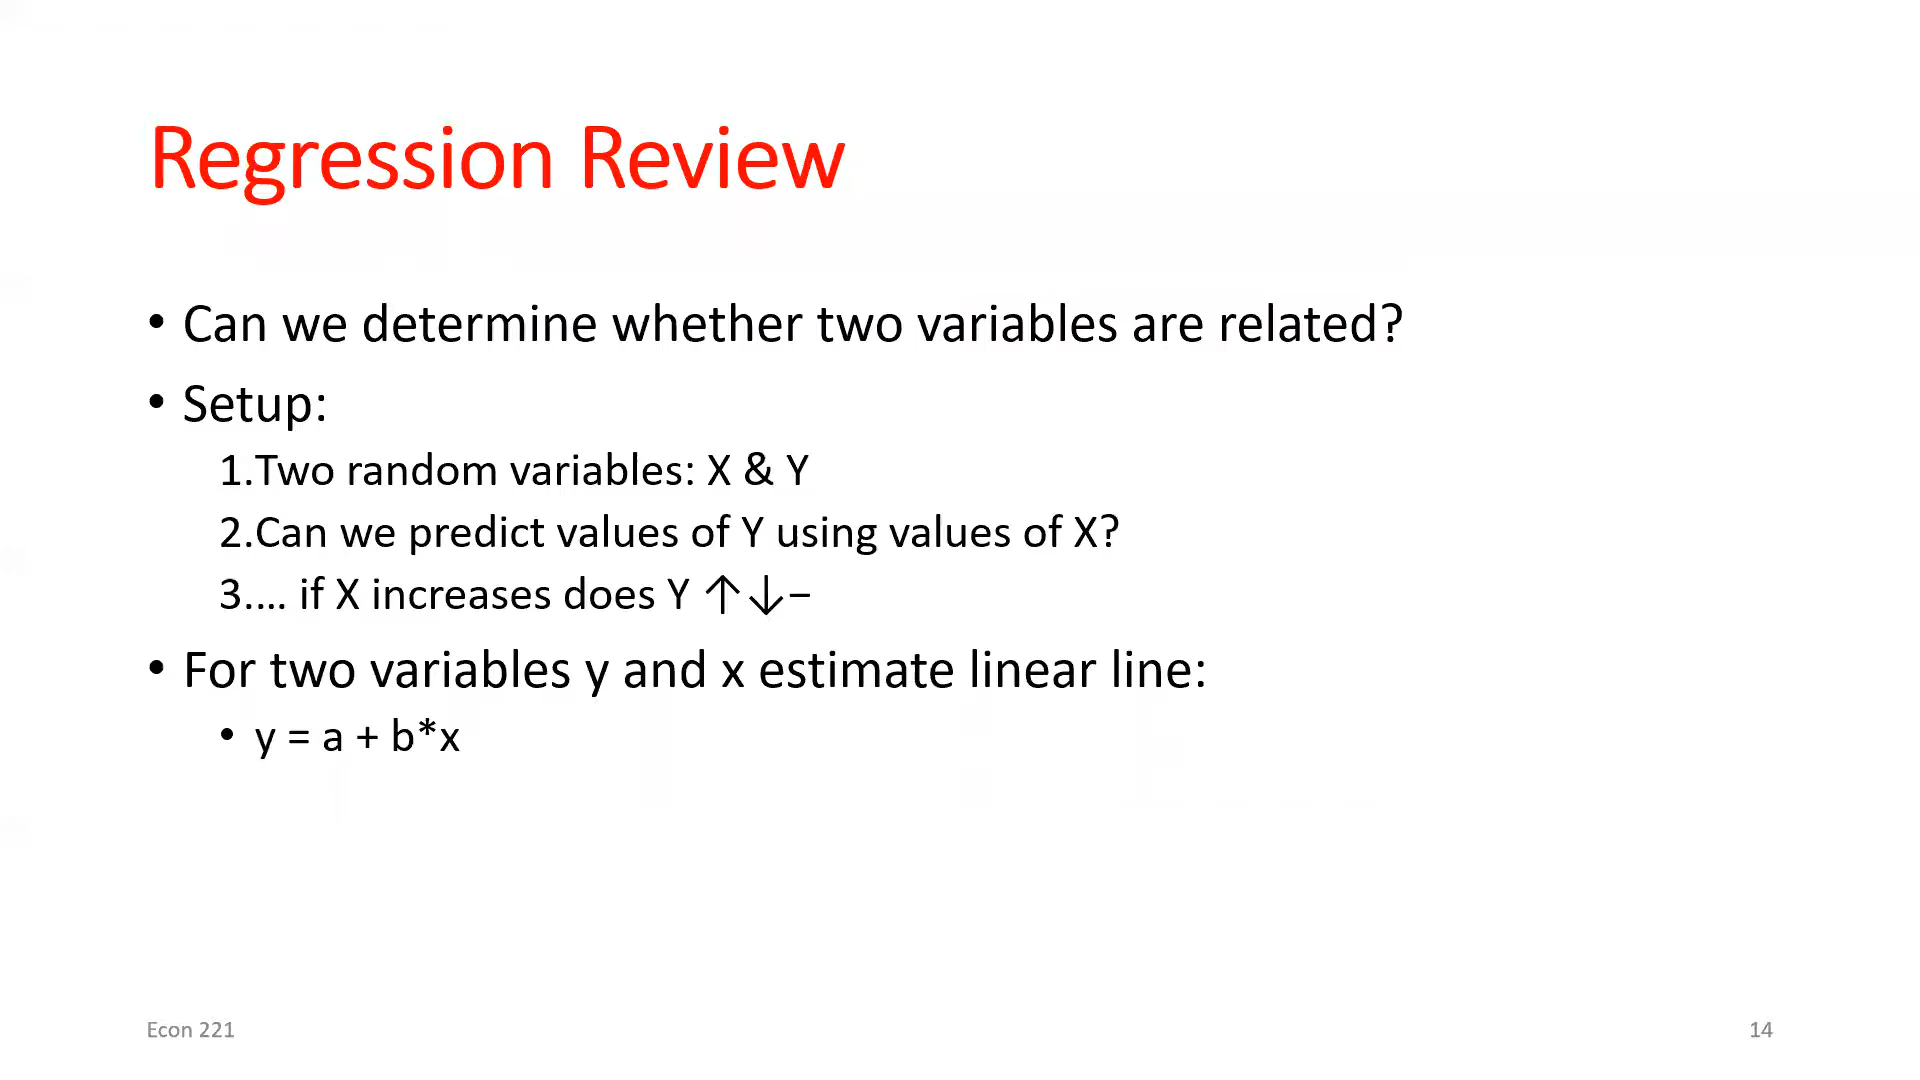 Regression Review
• Can we determine whether two variables are related?
• Setup:
1.Two random variables: X & Y
2.Can we predict values of Y using values of X?
3.… if X increases does Y ↑↓–
• For two variables y and x estimate linear line:
• y = a + b*x
Econ 221
14